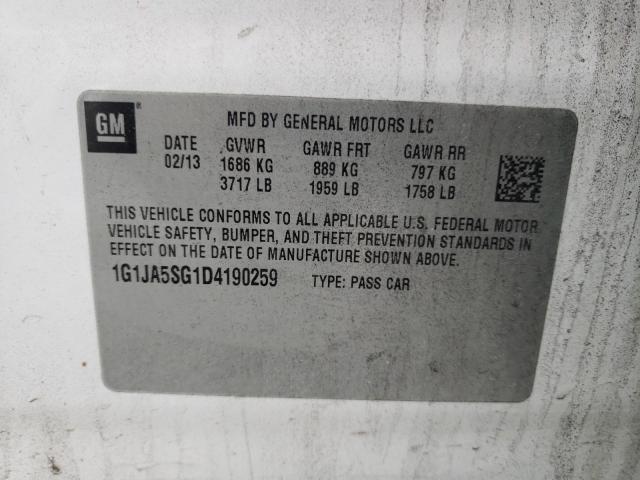 GM ®
MFD BY GENERAL MOTORS LLC
DATE GVWR GAWR FRT GAWR RR
02/13 1686 KG 889 KG 797 KG
3717 LB 1959 LB 1758 LB
THIS VEHICLE CONFORMS TO ALL APPLICABLE U.S. FEDERAL MOTOR
VEHICLE SAFETY, BUMPER, AND THEFT PREVENTION STANDARDS IN
EFFECT ON THE DATE OF MANUFACTURE SHOWN ABOVE.
1G1JA5SG1D4190259 TYPE: PASS CAR